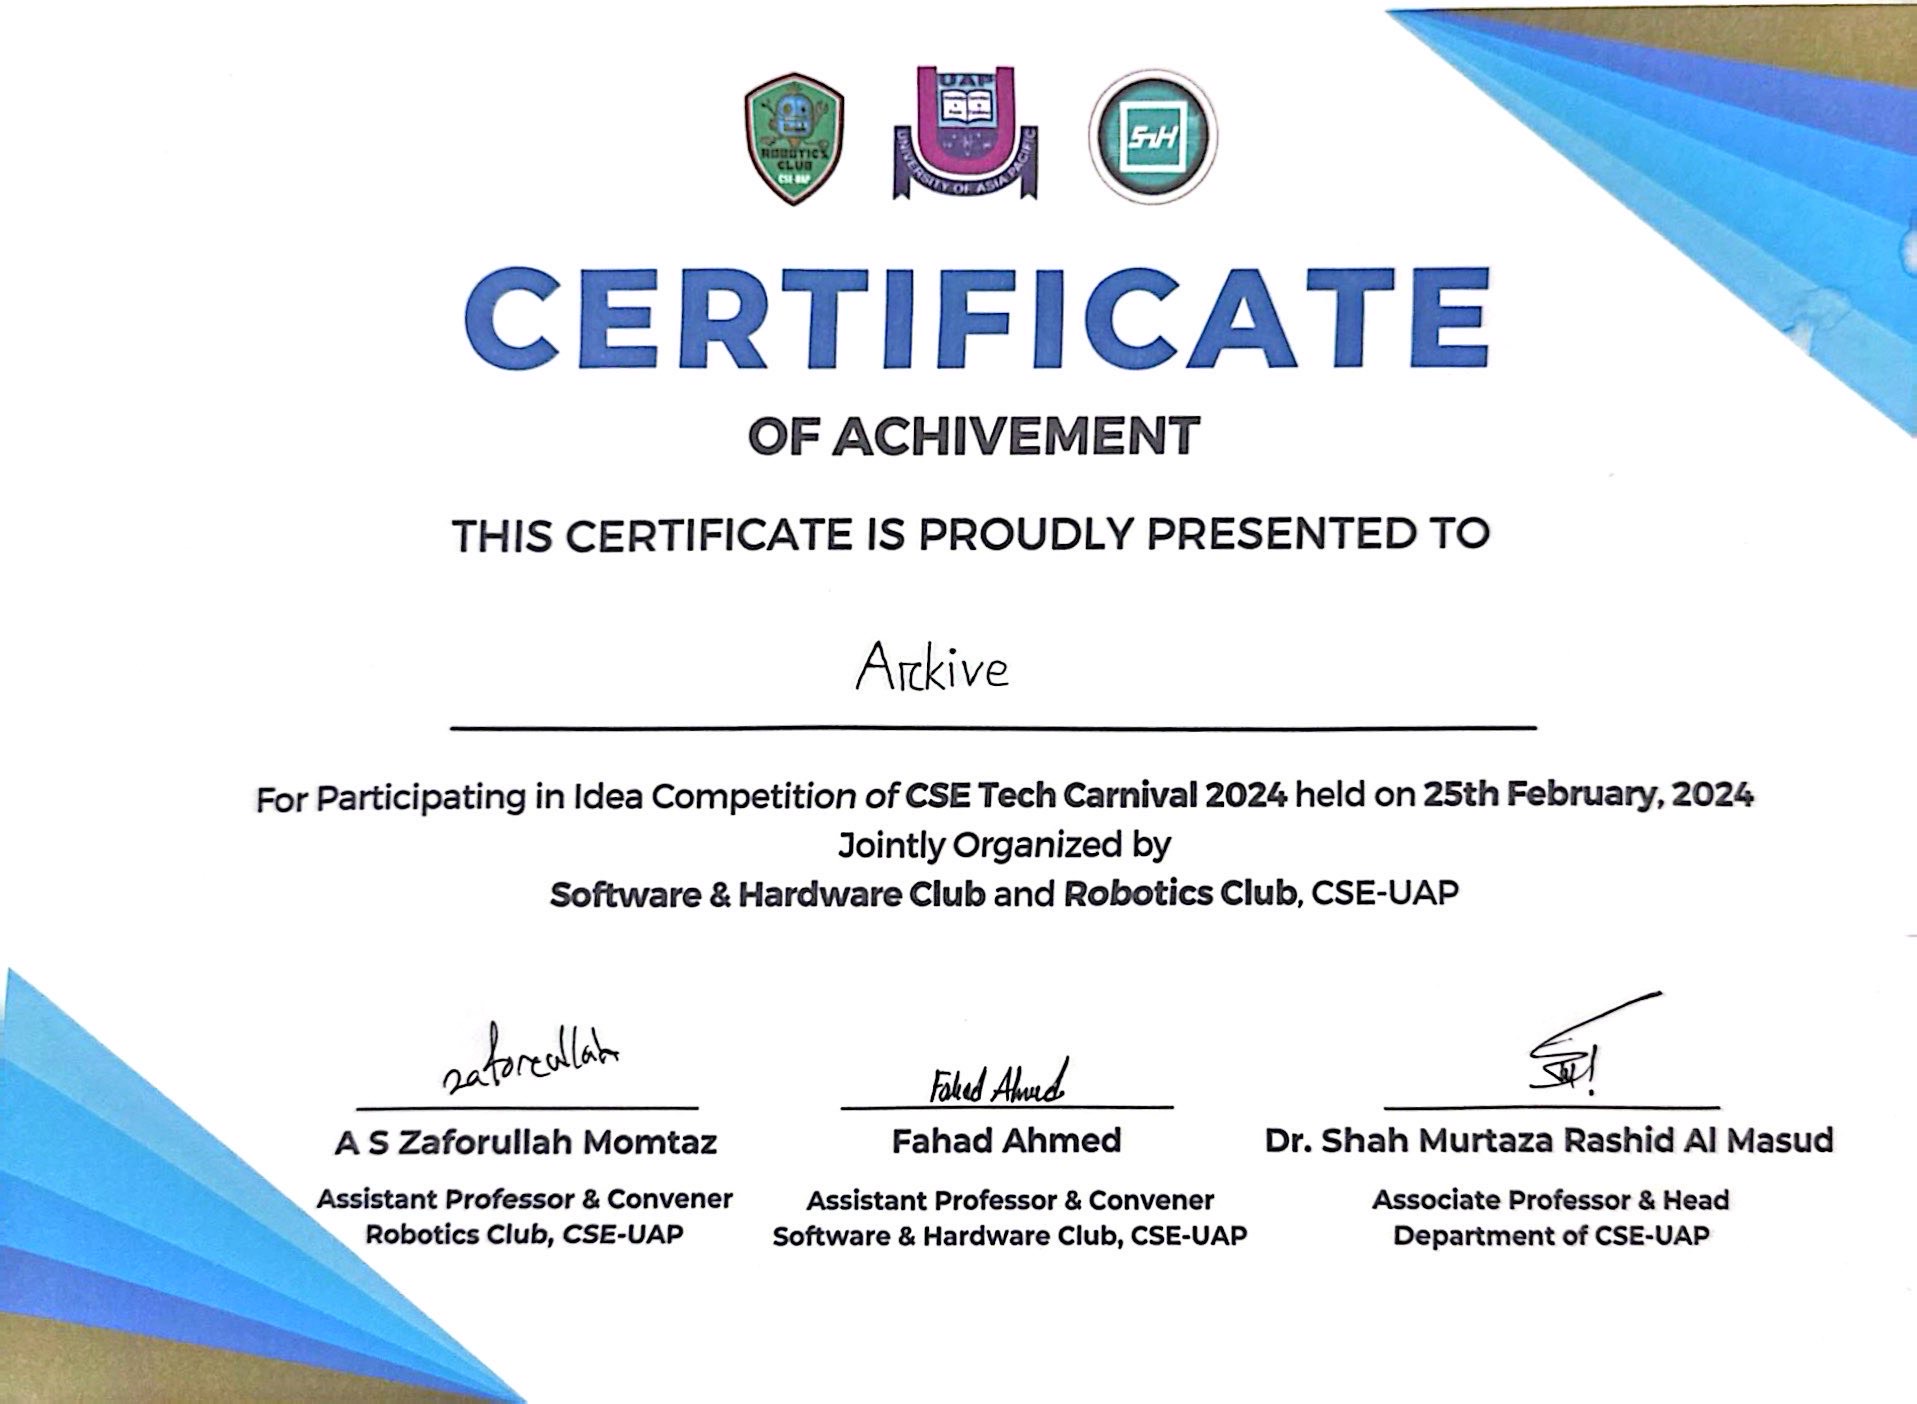 ROBOTICS
CLUB
CSE-UAP
UAP
UNIVERSITY OF ASIA PACIFIC
SnH
CERTIFICATE
OF ACHIVEMENT
THIS CERTIFICATE IS PROUDLY PRESENTED TO
Arckive
For Participating in Idea Competition of CSE Tech Carnival 2024 held on 25th February, 2024
Jointly Organized by
Software & Hardware Club and Robotics Club, CSE-UAP
zaforullah
Fahad Ahmed
A S Zaforullah Momtaz
Fahad Ahmed
Dr. Shah Murtaza Rashid Al Masud
Assistant Professor & Convener
Robotics Club, CSE-UAP
Assistant Professor & Convener
Software & Hardware Club, CSE-UAP
Associate Professor & Head
Department of CSE-UAP